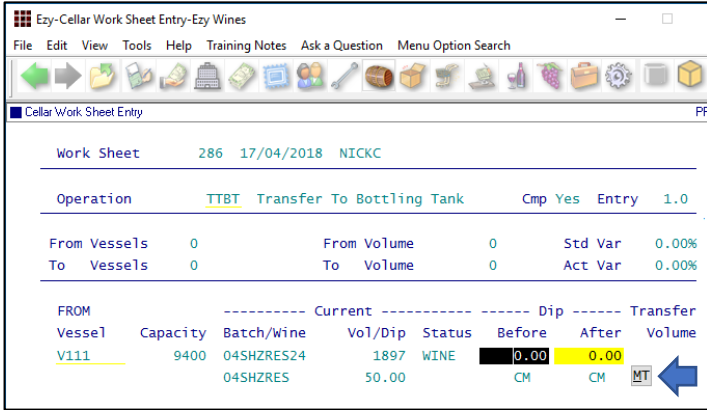 Ezy-Cellar Work Sheet Entry-Ezy Wines
File Edit View Tools Help Training Notes Ask a Question Menu Option Search
Cellar Work Sheet Entry PF
Work Sheet 286 17/04/2018 NICKC
Operation TTBT Transfer To Bottling Tank Cmp Yes Entry 1.0
From Vessels 0 From Volume 0 Std Var 0.00%
To Vessels 0 To Volume 0 Act Var 0.00%
FROM ---------- Current ----------- ------ Dip ------ Transfer
Vessel Capacity Batch/Wine Vol/Dip Status Before After Volume
V111 9400 04SHZRES24 1897 WINE 0.00 0.00
04SHZRES 50.00 CM CM MT